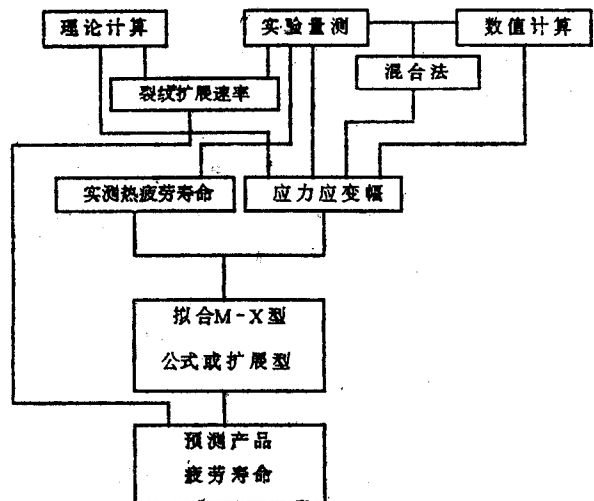 理论计算
实验量测
数值计算
混合法
裂纹扩展速率
实测热疲劳寿命
应力应变幅
拟合M-X型
公式或扩展型
预测产品
疲劳寿命